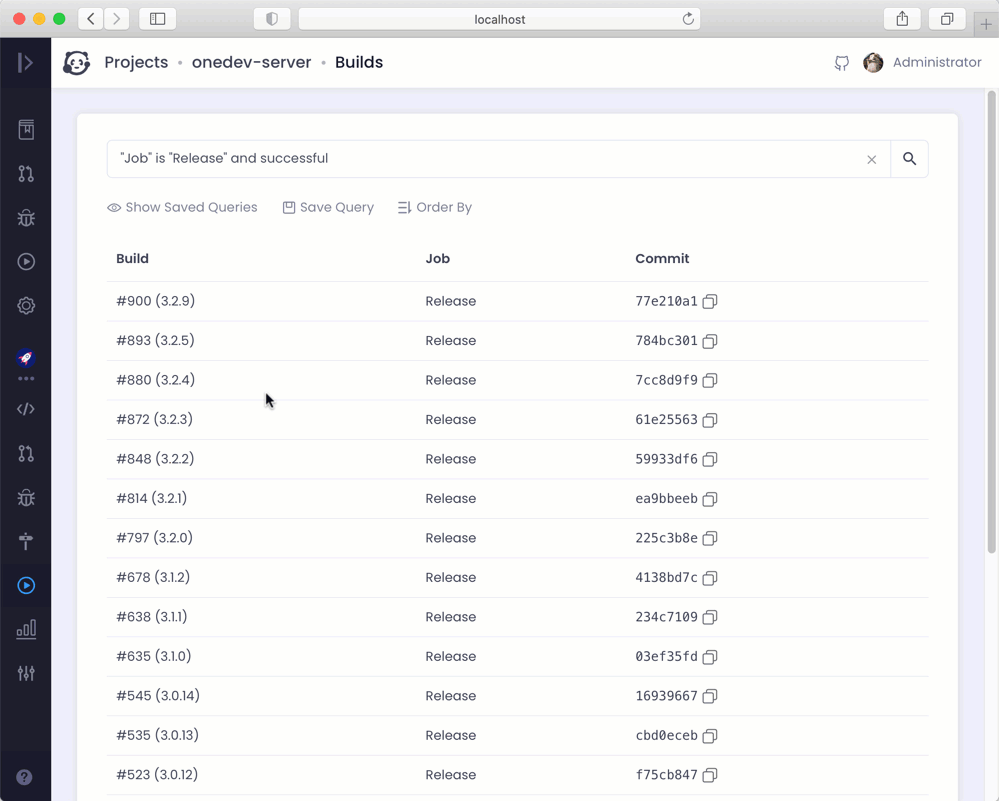 localhost
Projects • onedev-server • Builds
Administrator
"Job" is "Release" and successful
Show Saved Queries Save Query Order By
Build Job Commit
#900 (3.2.9) Release 77e210a1
#893 (3.2.5) Release 784bc301
#880 (3.2.4) Release 7cc8d9f9
#872 (3.2.3) Release 61e25563
#848 (3.2.2) Release 59933df6
#814 (3.2.1) Release ea9bbeeb
#797 (3.2.0) Release 225c3b8e
#678 (3.1.2) Release 4138bd7c
#638 (3.1.1) Release 234c7109
#635 (3.1.0) Release 03ef35fd
#545 (3.0.14) Release 16939667
#535 (3.0.13) Release cbd0eceb
#523 (3.0.12) Release f75cb847